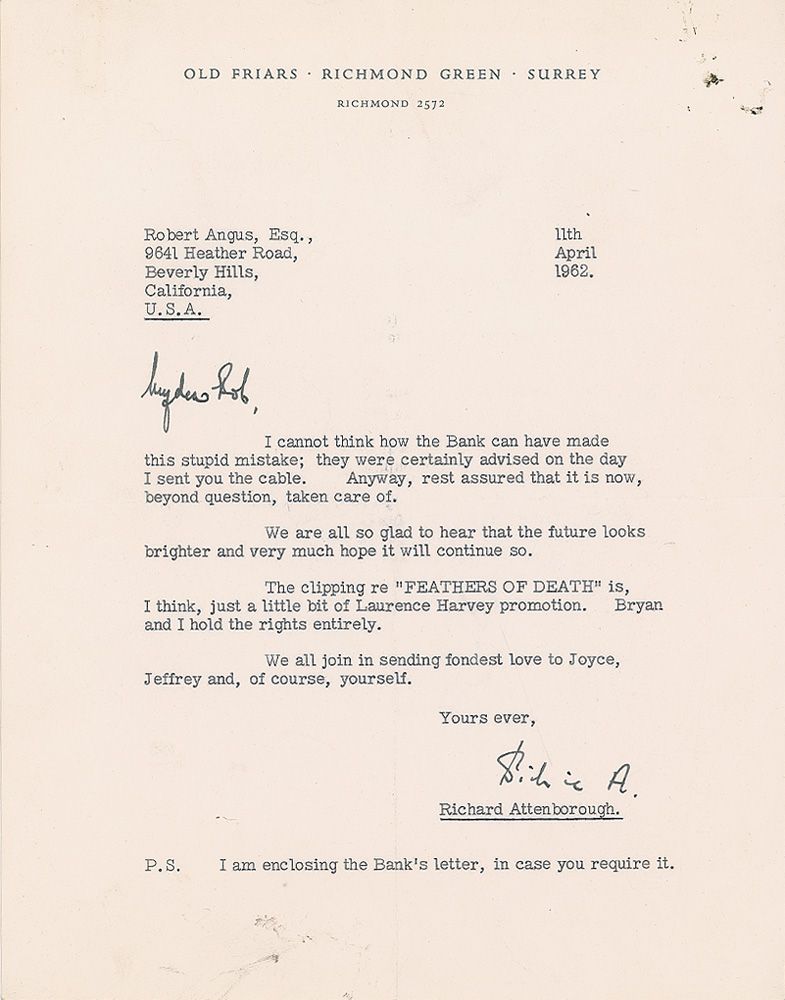 OLD FRIARS · RICHMOND GREEN · SURREY
RICHMOND 2572
Robert Angus, Esq.,
9641 Heather Road,
Beverly Hills,
California,
U.S.A.
11th
April
1962.
My dear Bob,
I cannot think how the Bank can have made
this stupid mistake; they were certainly advised on the day
I sent you the cable. Anyway, rest assured that it is now,
beyond question, taken care of.
We are all so glad to hear that the future looks
brighter and very much hope it will continue so.
The clipping re "FEATHERS OF DEATH" is,
I think, just a little bit of Laurence Harvey promotion. Bryan
and I hold the rights entirely.
We all join in sending fondest love to Joyce,
Jeffrey and, of course, yourself.
Yours ever,
Richard A.
Richard Attenborough.
P.S. I am enclosing the Bank's letter, in case you require it.